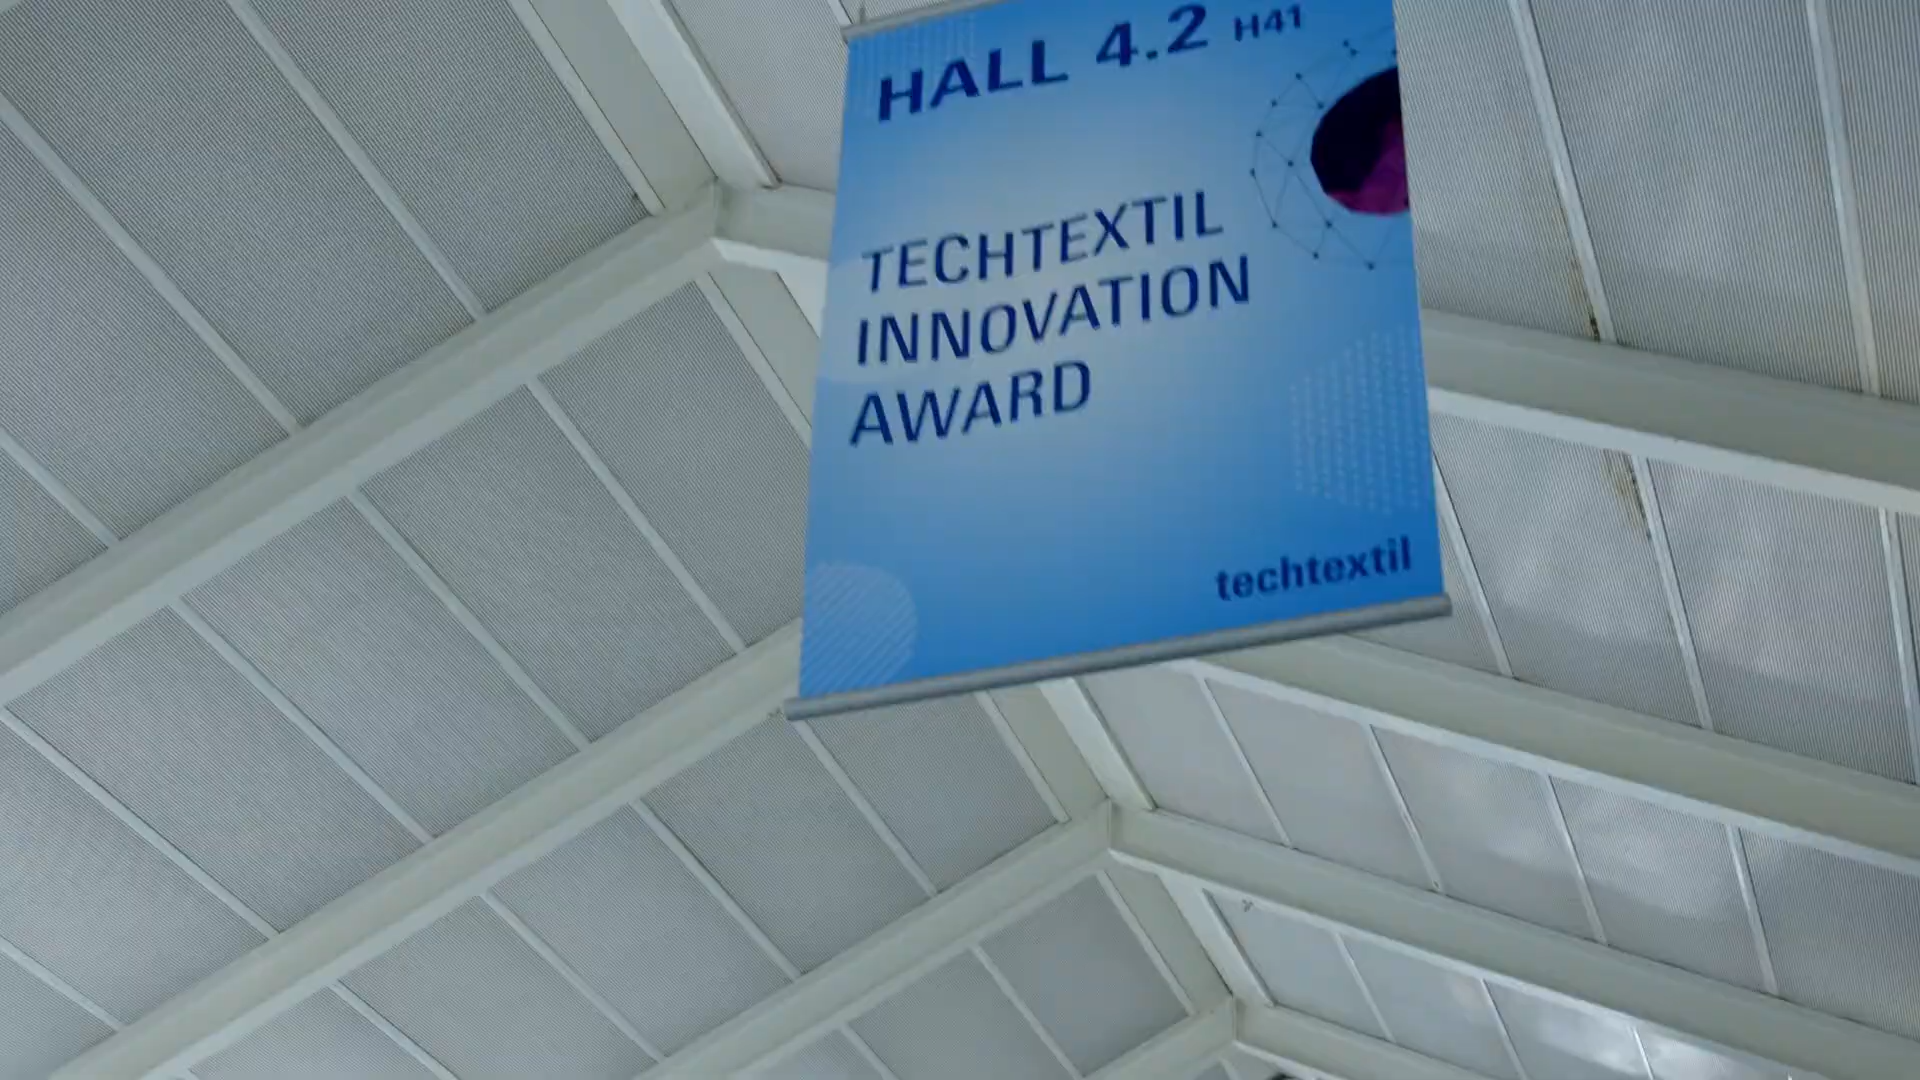 HALL 4.2 H41
TECHTEXTIL
INNOVATION
AWARD
techtextil